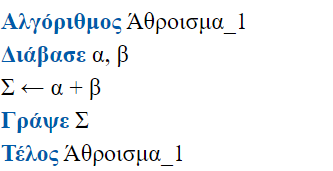 Αλγόριθμος Άθροισμα_1
Διάβασε α, β
Σ ← α + β
Γράψε Σ
Τέλος Άθροισμα_1